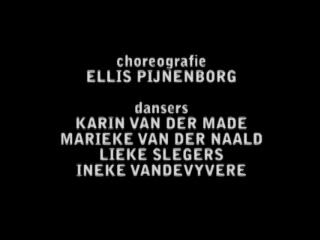 choreografie
ELLIS PIJNENBORG
dansers
KARIN VAN DER MADE
MARIEKE VAN DER NAALD
LIEKE SLEGERS
INEKE VANDEVYVERE